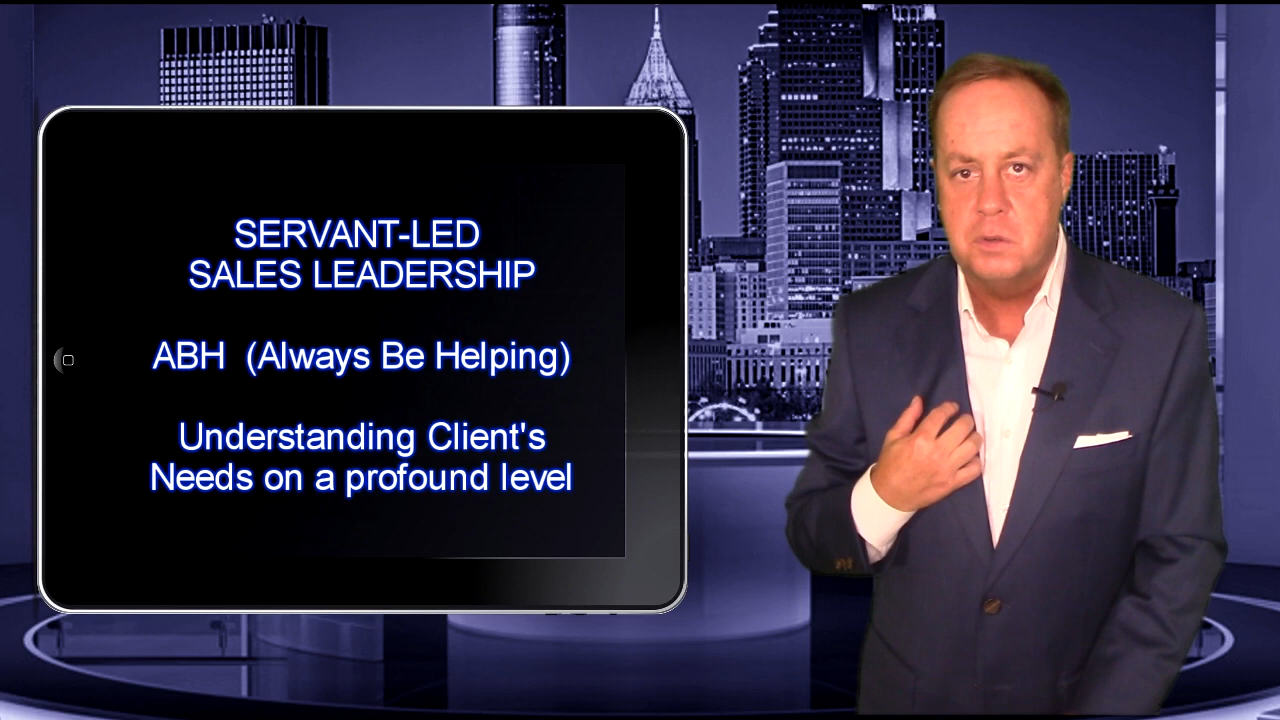 SERVANT-LED
SALES LEADERSHIP
ABH (Always Be Helping)
Understanding Client's
Needs on a profound level